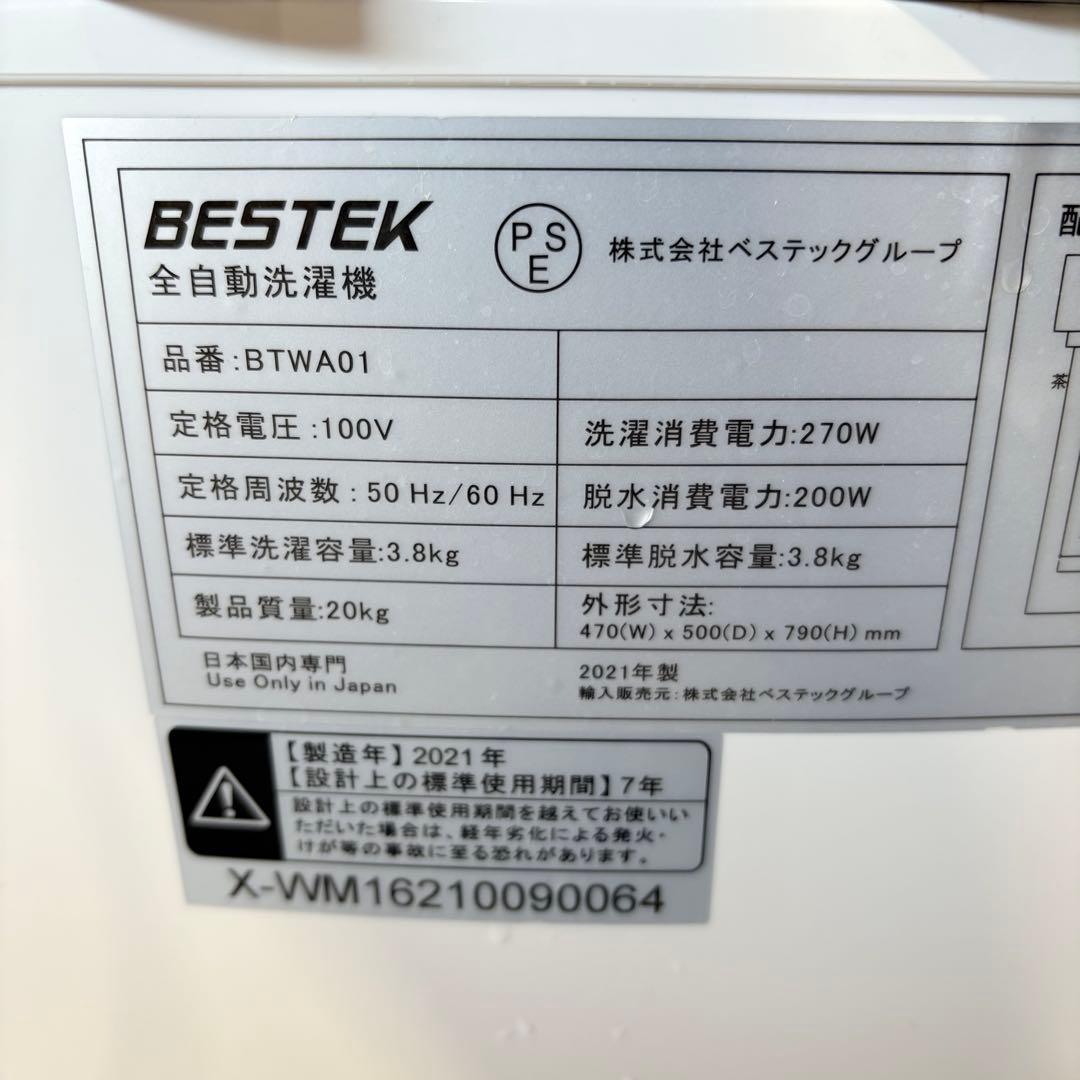 BESTEK
全自動洗濯機
PSE
株式会社ベステックグループ
品番:BTWA01
定格電圧:100V
洗濯消費電力:270W
定格周波数:50Hz/60Hz
脱水消費電力:200W
標準洗濯容量:3.8kg
標準脱水容量:3.8kg
製品質量:20kg
外形寸法:
470(W) x 500(D) x 790(H) mm
日本国内専門
Use Only in Japan
2021年製
輸入販売元:株式会社ベステックグループ
配
茶
【製造年】2021年
【設計上の標準使用期間】7年
設計上の標準使用期間を越えてお使いい
ただいた場合は、経年劣化による発火・
けが等の事故に至る恐れがあります。
X-WM16210090064